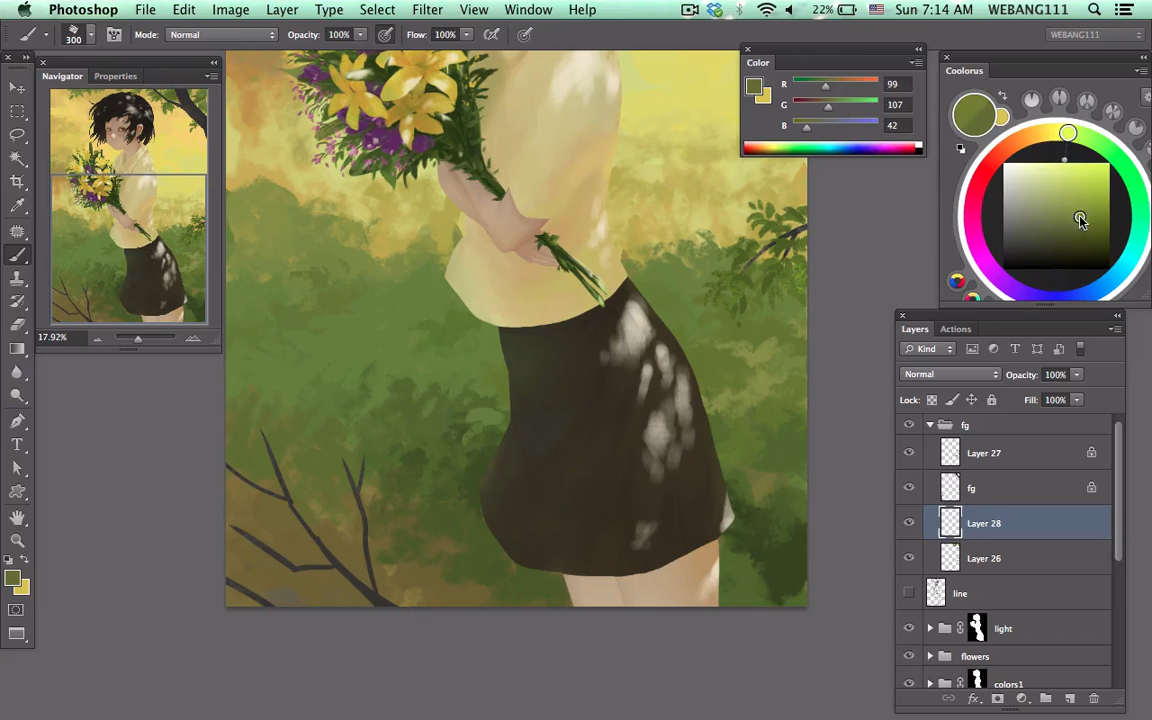 Photoshop File Edit Image Layer Type Select Filter View Window Help 22% Sun 7:14 AM WEBANG111
300 Mode: Normal Opacity: 100% Flow: 100% WEBANG111
Navigator Properties
17.92%
Color
R 99
G 107
B 42
Coolorus
Layers Actions
Kind
Normal Opacity: 100%
Lock: Fill: 100%
fg
Layer 27
fg
Layer 28
Layer 26
line
light
flowers
colors1